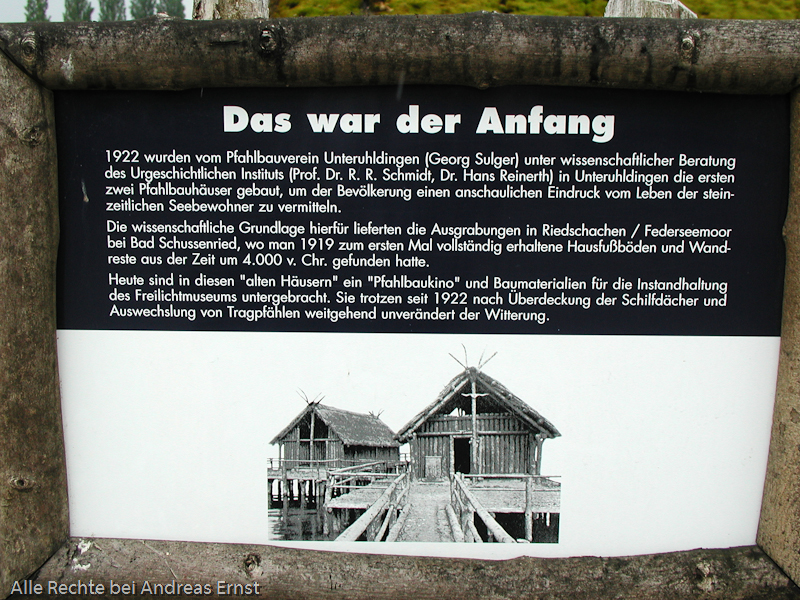 Das war der Anfang
1922 wurden vom Pfahlbauverein Unteruhldingen (Georg Sulger) unter wissenschaftlicher Beratung
des Urgeschichtlichen Instituts (Prof. Dr. R. R. Schmidt, Dr. Hans Reinerth) in Unteruhldingen die ersten
zwei Pfahlbauhäuser gebaut, um der Bevölkerung einen anschaulichen Eindruck vom Leben der stein-
zeitlichen Seebewohner zu vermitteln.
Die wissenschaftliche Grundlage hierfür lieferten die Ausgrabungen in Riedschachen / Federseemoor
bei Bad Schussenried, wo man 1919 zum ersten Mal vollständig erhaltene Hausfußböden und Wand-
reste aus der Zeit um 4.000 v. Chr. gefunden hatte.
Heute sind in diesen "alten Häusern" ein "Pfahlbaukino" und Baumaterialien für die Instandhaltung
des Freilichtmuseums untergebracht. Sie trotzen seit 1922 nach Überdeckung der Schilfdächer und
Auswechslung von Tragpfählen weitgehend unverändert der Witterung.
Alle Rechte bei Andreas Ernst